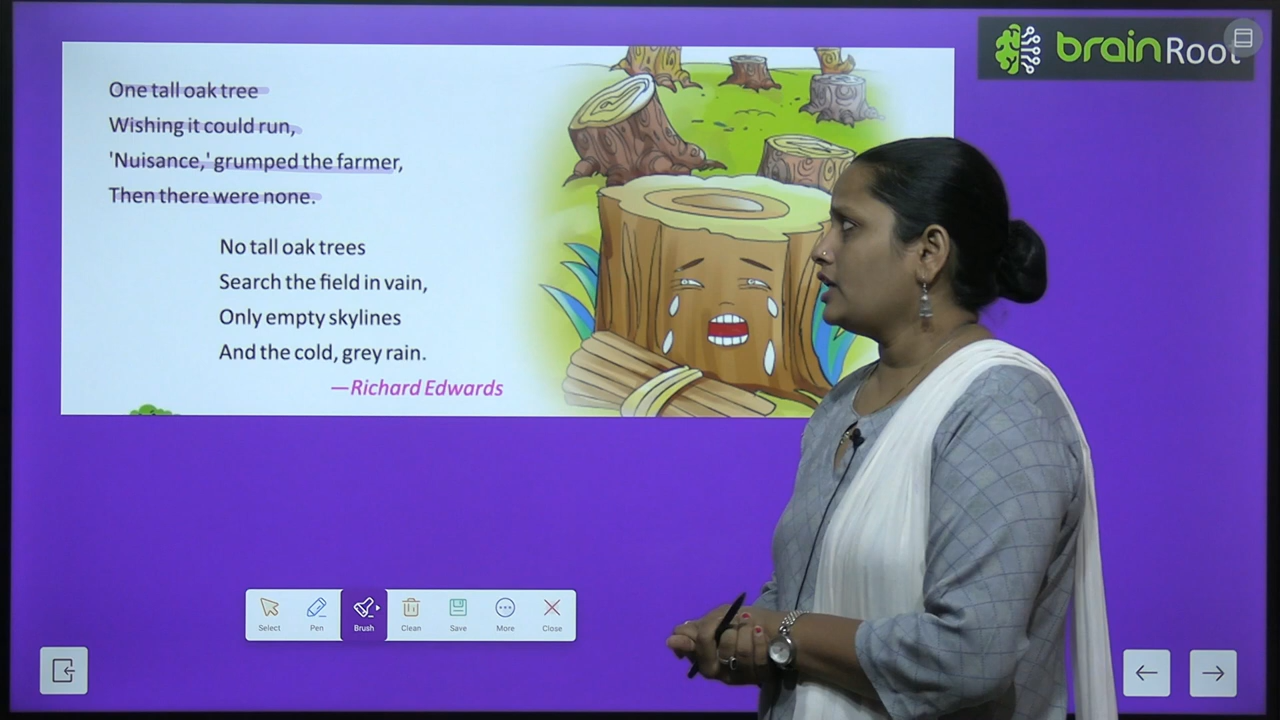 One tall oak tree
Wishing it could run,
'Nuisance,' grumped the farmer,
Then there were none.
No tall oak trees
Search the field in vain,
Only empty skylines
And the cold, grey rain.
—Richard Edwards
brainRoot
Select
Pen
Brush
Clean
Save
More
Close